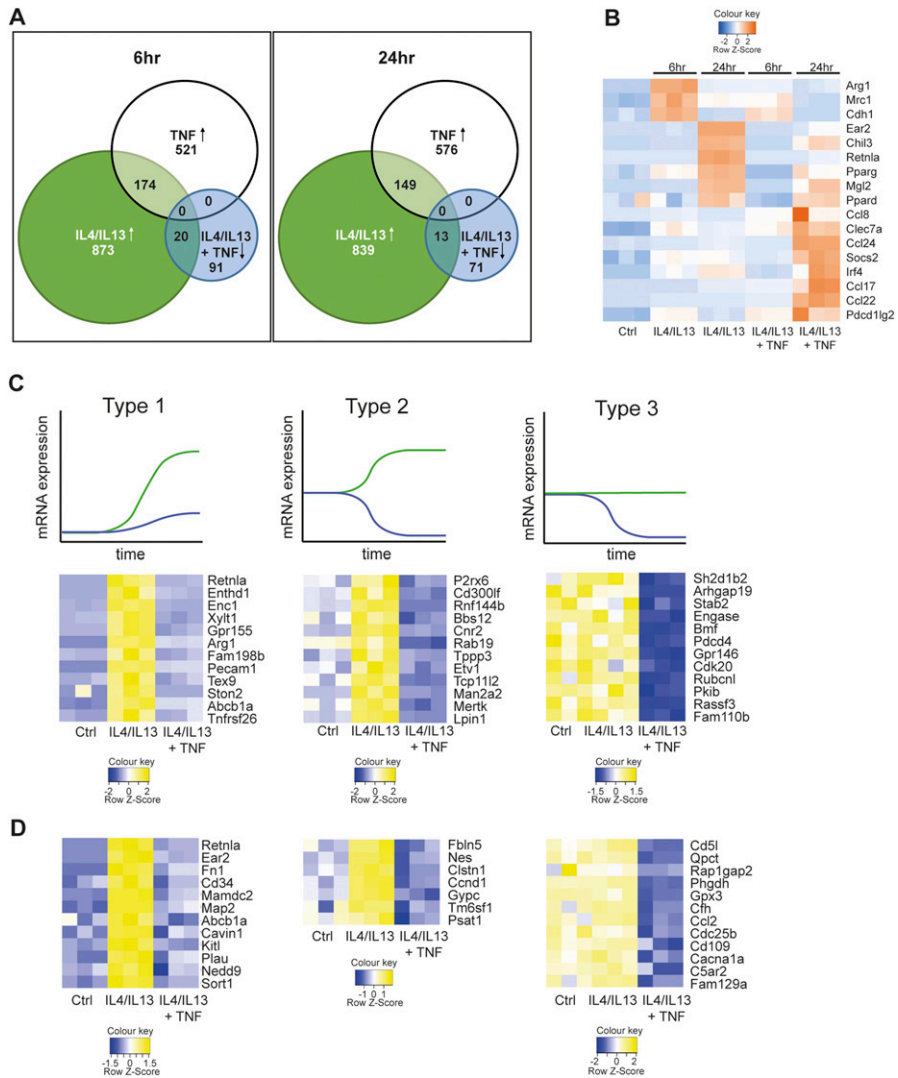 A
6hr
TNF↑
521
174
0
0
IL4/IL13↑
873
20
IL4/IL13
+ TNF↓
91
24hr
TNF↑
576
149
0
0
IL4/IL13↑
839
13
IL4/IL13
+ TNF↓
71
B
Colour key
-2 0 2
Row Z-Score
6hr 24hr 6hr 24hr
Arg1
Mrc1
Cdh1
Ear2
Chil3
Retnla
Pparg
Mgl2
Ppard
Ccl8
Clec7a
Ccl24
Socs2
Irf4
Ccl17
Ccl22
Pdcd1lg2
Ctrl IL4/IL13 IL4/IL13 IL4/IL13 IL4/IL13
+ TNF + TNF
C
Type 1
mRNA expression
time
Retnla
Enthd1
Enc1
Xylt1
Gpr155
Arg1
Fam198b
Pecam1
Tex9
Ston2
Abcb1a
Tnfrsf26
Ctrl IL4/IL13 IL4/IL13
+ TNF
Colour key
-2 0 2
Row Z-Score
Type 2
mRNA expression
time
P2rx6
Cd300lf
Rnf144b
Bbs12
Cnr2
Rab19
Tppp3
Etv1
Tcp11l2
Man2a2
Mertk
Lpin1
Ctrl IL4/IL13 IL4/IL13
+ TNF
Colour key
-2 0 2
Row Z-Score
Type 3
mRNA expression
time
Sh2d1b2
Arhgap19
Stab2
Engase
Bmf
Pdcd4
Gpr146
Cdk20
Rubcnl
Pkib
Rassf3
Fam110b
Ctrl IL4/IL13 IL4/IL13
+ TNF
Colour key
-1.5 0 1.5
Row Z-Score
D
Retnla
Ear2
Fn1
Cd34
Mamdc2
Map2
Abcb1a
Cavin1
Kitl
Plau
Nedd9
Sort1
Ctrl IL4/IL13 IL4/IL13
+ TNF
Colour key
-1.5 0 1.5
Row Z-Score
Fbln5
Nes
Clstn1
Ccnd1
Gypc
Tm6sf1
Psat1
Ctrl IL4/IL13 IL4/IL13
+ TNF
Colour key
-1 0 1
Row Z-Score
Cd5l
Qpct
Rap1gap2
Phgdh
Gpx3
Cfh
Ccl2
Cdc25b
Cd109
Cacna1a
C5ar2
Fam129a
Ctrl IL4/IL13 IL4/IL13
+ TNF
Colour key
-2 0 2
Row Z-Score